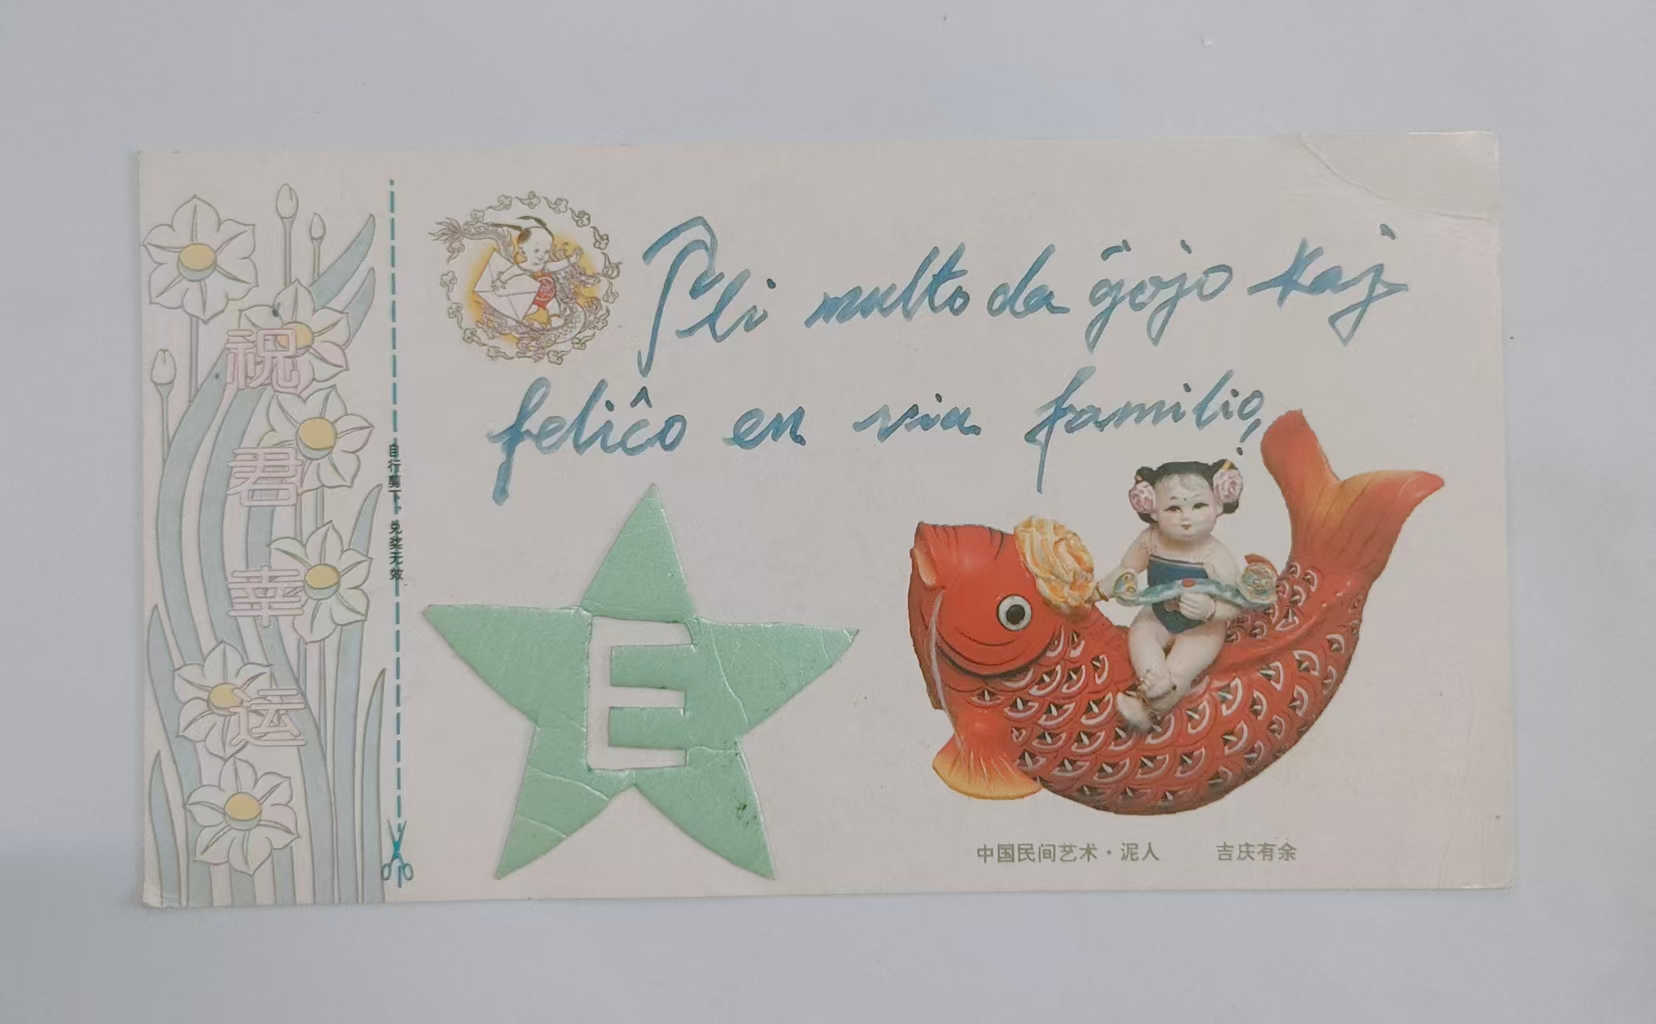 Pli multo da ĝojo kaj
feliĉo en via familio!
祝君幸运
自行剪下，兑奖无效
E
中国民间艺术·泥人 吉庆有余